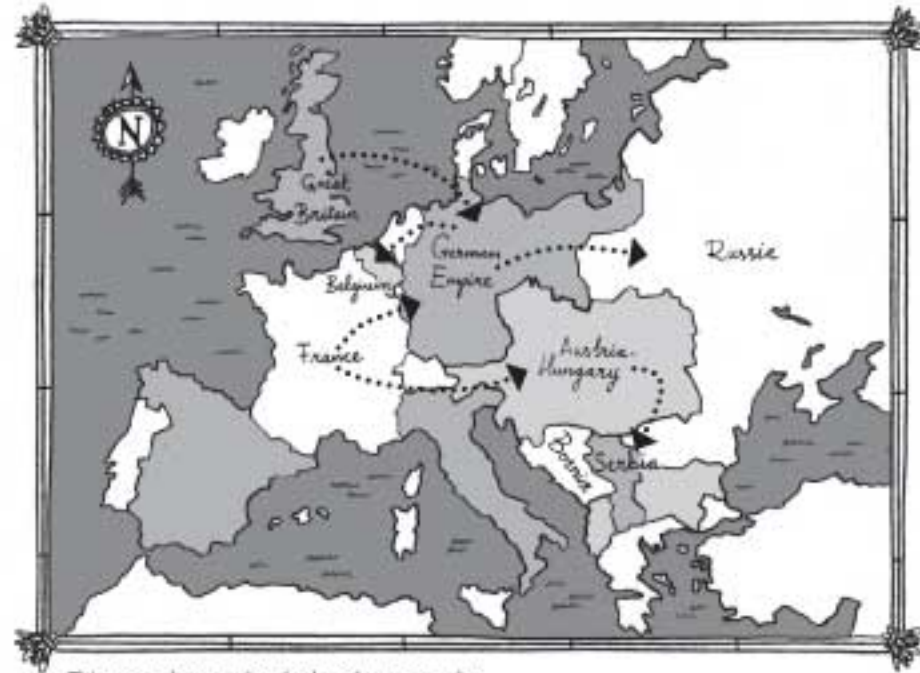 N
Great
Britain
German
Empire
Russia
Belgium
France
Austria-
Hungary
Bosnia
Serbia